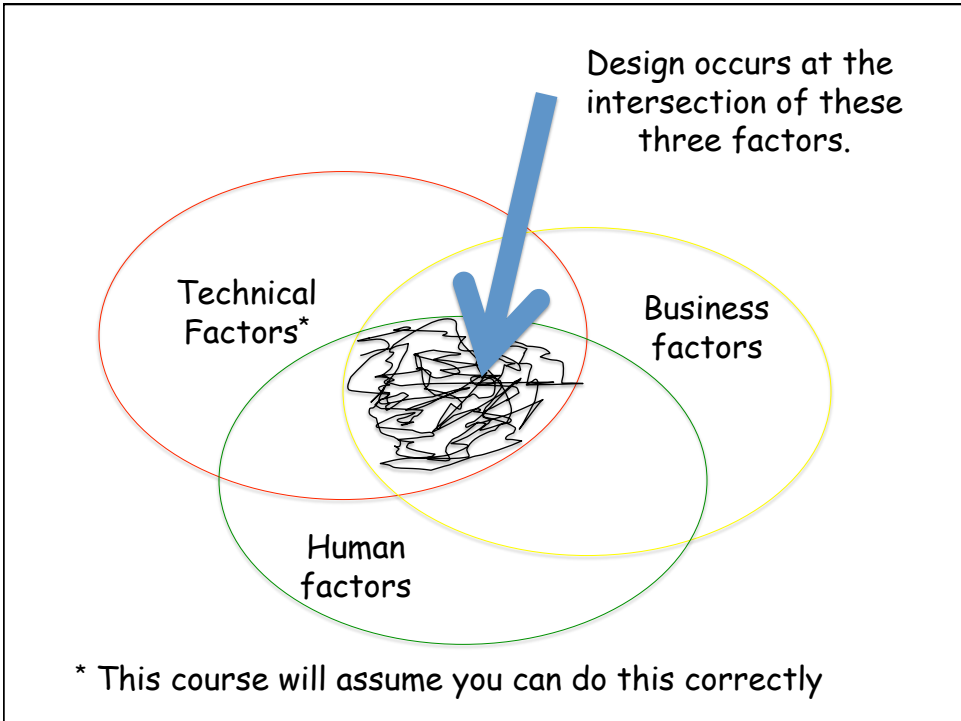 Design occurs at the
intersection of these
three factors.
Technical
Factors*
Business
factors
Human
factors
* This course will assume you can do this correctly